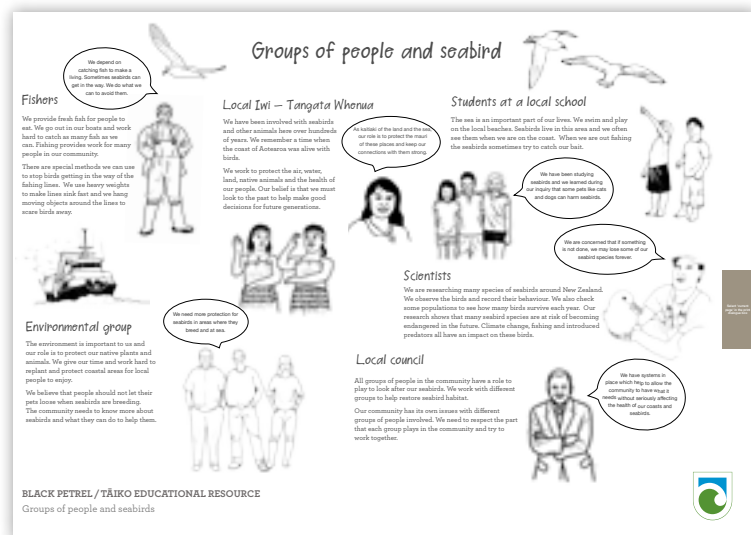 Groups of people and seabird
We depend on
catching fish to make a
living. Sometimes seabirds can
get in the way. We do what we
can to avoid them.
Fishers
We provide fresh fish for people to
eat. We go out in our boats and work
hard to catch as many fish as we
can. Fishing provides work for many
people in our community.
There are special methods we can use
to stop birds getting in the way of the
fishing lines. We use heavy weights
to make lines sink fast and we hang
moving objects around the lines to
scare birds away.
Local Iwi – Tangata Whenua
We have been involved with seabirds
and other animals here over hundreds
of years. We remember a time when
the coast of Aotearoa was alive with
birds.
We work to protect the air, water,
land, native animals and the health of
our people. Our belief is that we must
look to the past to help make good
decisions for future generations.
As kaitiaki of the land and the sea,
our role is to protect the mauri
of these places and keep our
connections with them strong.
Students at a local school
The sea is an important part of our lives. We swim and play
on the local beaches. Seabirds live in this area and we often
see them when we are on the coast. When we are out fishing
the seabirds sometimes try to catch our bait.
We have been studying
seabirds and we learned during
our inquiry that some pets like cats
and dogs can harm seabirds.
We are concerned that if something
is not done, we may lose some of our
seabird species forever.
Scientists
We are researching many species of seabirds around New Zealand.
We observe the birds and record their behaviour. We also check
some populations to see how many birds survive each year. Our
research shows that many seabird species are at risk of becoming
endangered in the future. Climate change, fishing and introduced
predators all have an impact on these birds.
We need more protection for
seabirds in areas where they
breed and at sea.
Environmental group
The environment is important to us and
our role is to protect our native plants and
animals. We give our time and work hard to
replant and protect coastal areas for local
people to enjoy.
We believe that people should not let their
pets loose when seabirds are breeding.
The community needs to know more about
seabirds and what they can do to help them.
Local council
All groups of people in the community have a role to
play to look after our seabirds. We work with different
groups to help restore seabird habitat.
Our community has its own issues with different
groups of people involved. We need to respect the part
that each group plays in the community and try to
work together.
We have systems in
place which help to allow the
community to have what it
needs without seriously affecting
the health of our coasts and
seabirds.
BLACK PETREL / TĀIKO EDUCATIONAL RESOURCE
Groups of people and seabirds